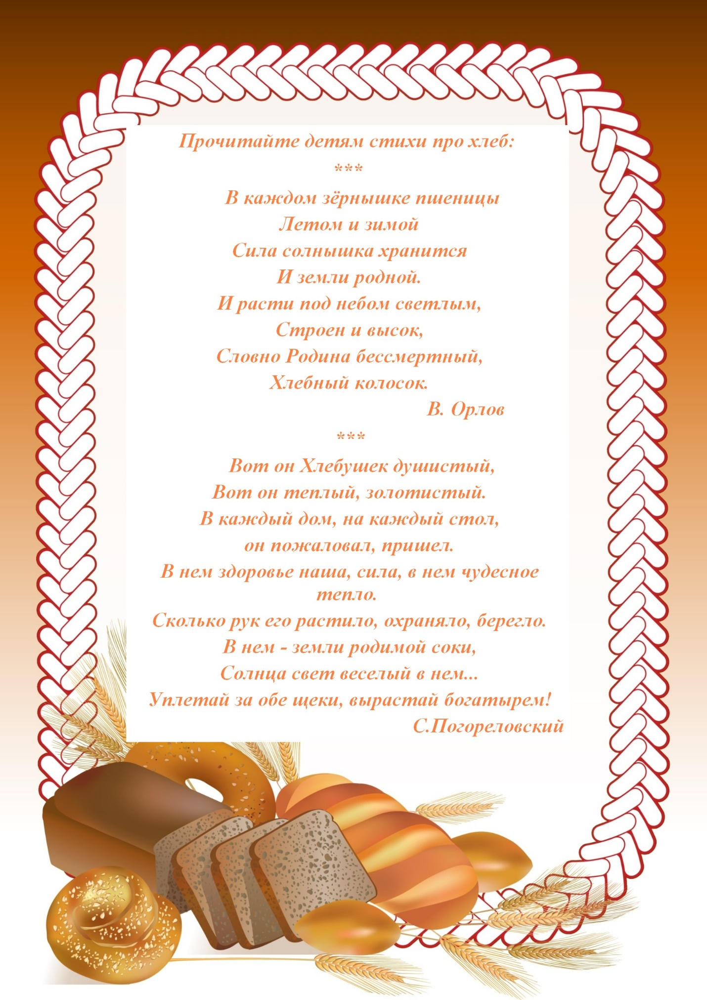 Прочитайте детям стихи про хлеб:
***
В каждом зёрнышке пшеницы
Летом и зимой
Сила солнышка хранится
И земли родной.
И расти под небом светлым,
Строен и высок,
Словно Родина бессмертный,
Хлебный колосок.
В. Орлов
***
Вот он Хлебушек душистый,
Вот он теплый, золотистый.
В каждый дом, на каждый стол,
он пожаловал, пришел.
В нем здоровье наша, сила, в нем чудесное
тепло.
Сколько рук его растило, охраняло, берегло.
В нем - земли родимой соки,
Солнца свет веселый в нем...
Уплетай за обе щеки, вырастай богатырем!
С.Погореловский